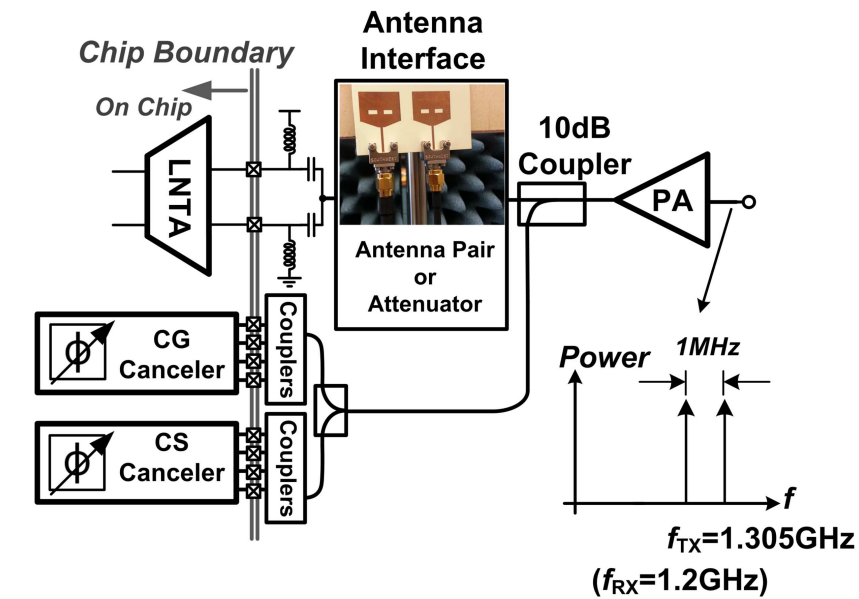 Antenna
Interface
Chip Boundary
On Chip
10dB
Coupler
LNTA
PA
Antenna Pair
or
Attenuator
Couplers
CG
Canceler
ϕ
Couplers
CS
Canceler
ϕ
Power
1MHz
f
fTX=1.305GHz
(fRX=1.2GHz)